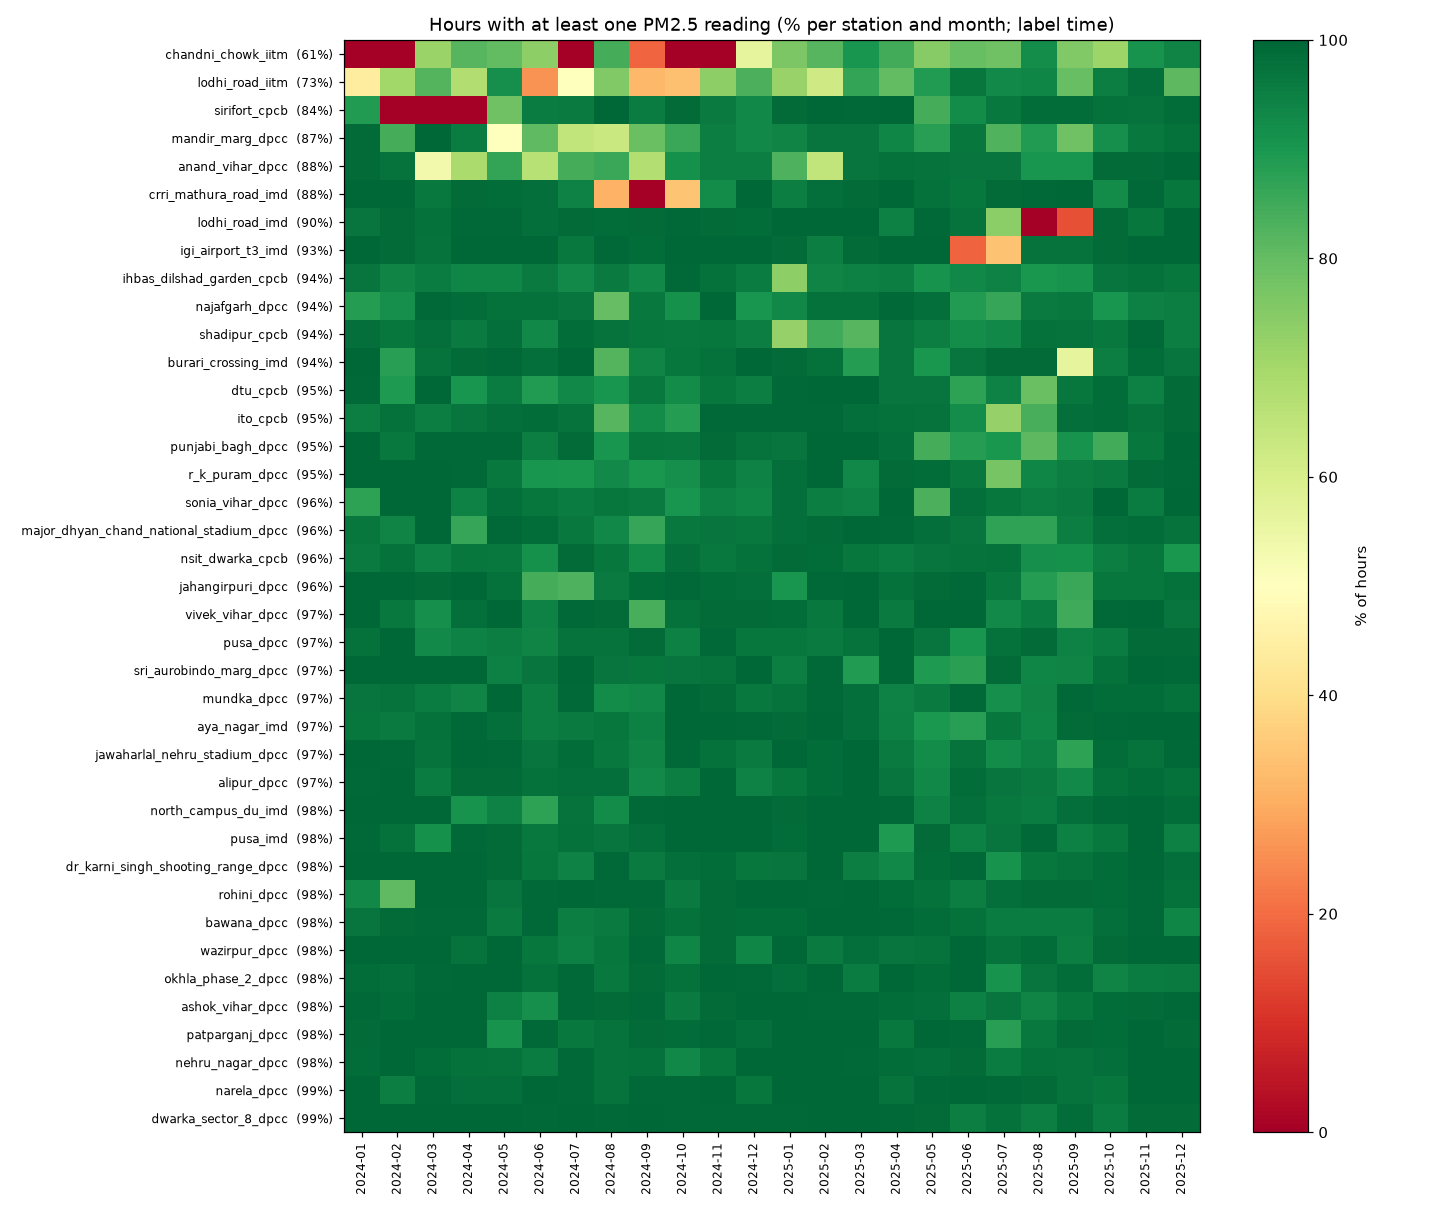 Hours with at least one PM2.5 reading (% per station and month; label time)
chandni_chowk_iitm (61%)
lodhi_road_iitm (73%)
sirifort_cpcb (84%)
mandir_marg_dpcc (87%)
anand_vihar_dpcc (88%)
crri_mathura_road_imd (88%)
lodhi_road_imd (90%)
igi_airport_t3_imd (93%)
ihbas_dilshad_garden_cpcb (94%)
najafgarh_dpcc (94%)
shadipur_cpcb (94%)
burari_crossing_imd (94%)
dtu_cpcb (95%)
ito_cpcb (95%)
punjabi_bagh_dpcc (95%)
r_k_puram_dpcc (95%)
sonia_vihar_dpcc (96%)
major_dhyan_chand_national_stadium_dpcc (96%)
nsit_dwarka_cpcb (96%)
jahangirpuri_dpcc (96%)
vivek_vihar_dpcc (97%)
pusa_dpcc (97%)
sri_aurobindo_marg_dpcc (97%)
mundka_dpcc (97%)
aya_nagar_imd (97%)
jawaharlal_nehru_stadium_dpcc (97%)
alipur_dpcc (97%)
north_campus_du_imd (98%)
pusa_imd (98%)
dr_karni_singh_shooting_range_dpcc (98%)
rohini_dpcc (98%)
bawana_dpcc (98%)
wazirpur_dpcc (98%)
okhla_phase_2_dpcc (98%)
ashok_vihar_dpcc (98%)
patparganj_dpcc (98%)
nehru_nagar_dpcc (98%)
narela_dpcc (99%)
dwarka_sector_8_dpcc (99%)
2024-01
2024-02
2024-03
2024-04
2024-05
2024-06
2024-07
2024-08
2024-09
2024-10
2024-11
2024-12
2025-01
2025-02
2025-03
2025-04
2025-05
2025-06
2025-07
2025-08
2025-09
2025-10
2025-11
2025-12
100
80
60
40
20
0
% of hours